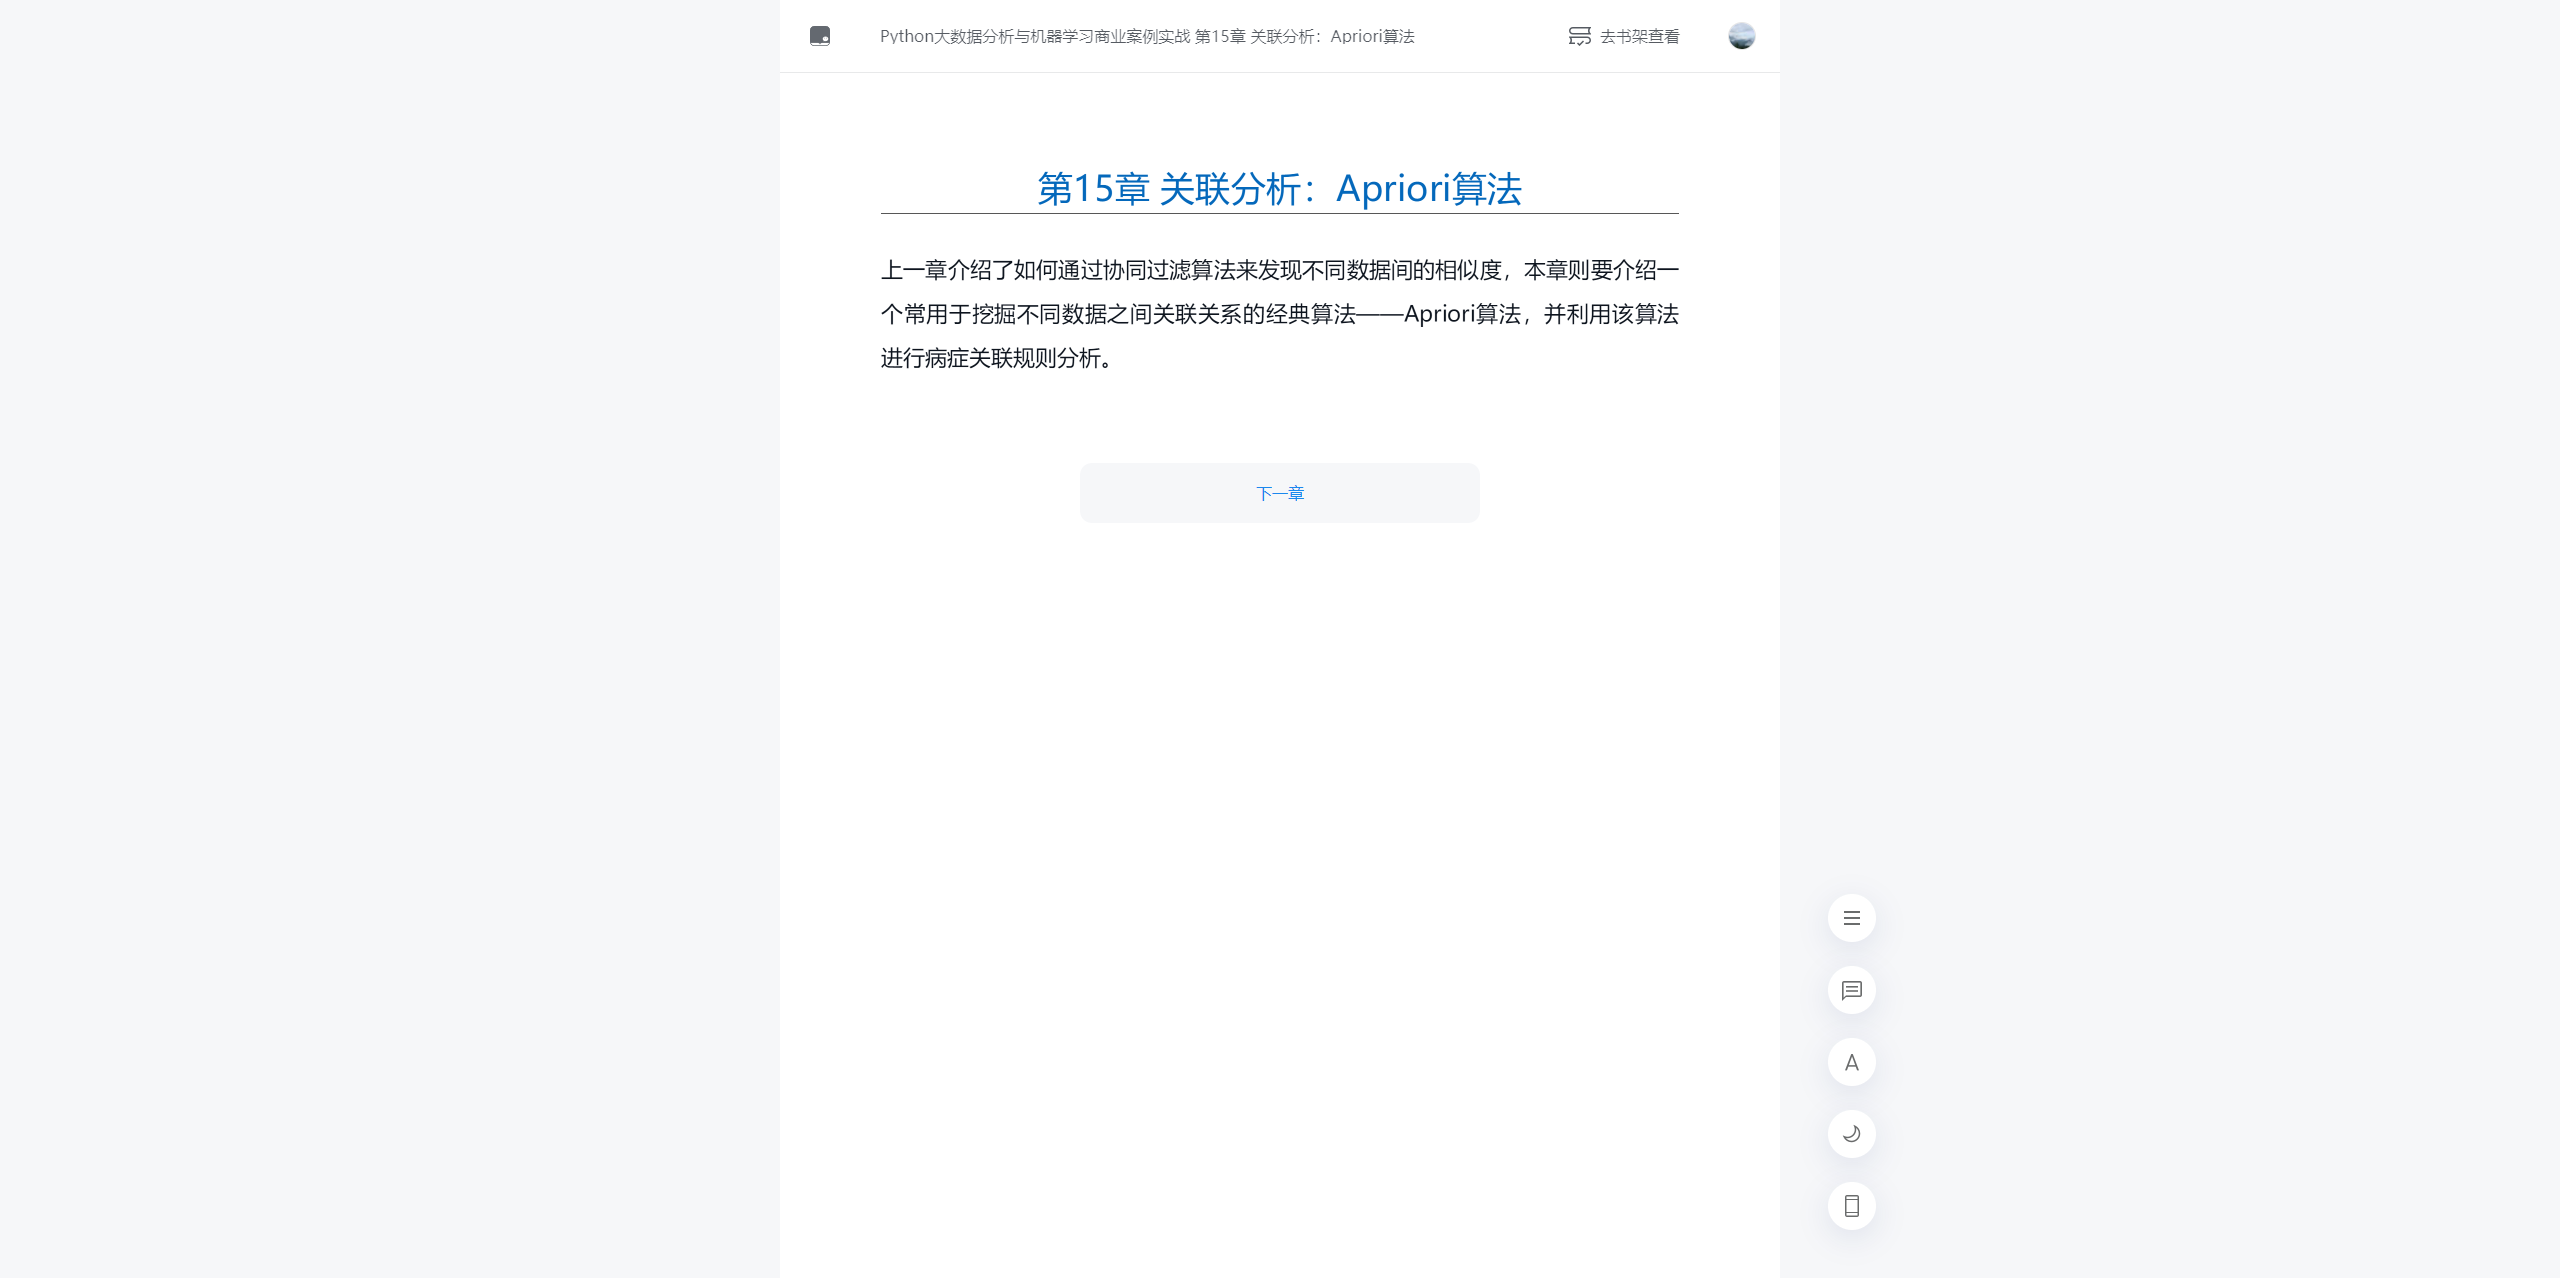 Python大数据分析与机器学习商业案例实战 第15章 关联分析：Apriori算法
去书架查看
第15章 关联分析：Apriori算法
上一章介绍了如何通过协同过滤算法来发现不同数据间的相似度，本章则要介绍一
个常用于挖掘不同数据之间关联关系的经典算法——Apriori算法，并利用该算法
进行病症关联规则分析。
下一章